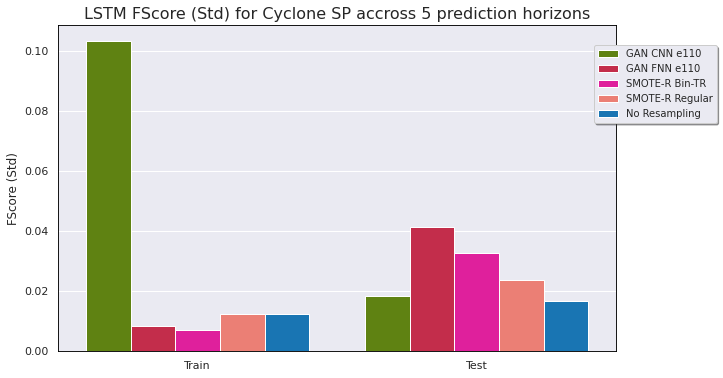 LSTM FScore (Std) for Cyclone SP accross 5 prediction horizons
GAN CNN e110
GAN FNN e110
SMOTE-R Bin-TR
SMOTE-R Regular
No Resampling
FScore (Std)
0.10
0.08
0.06
0.04
0.02
0.00
Train
Test